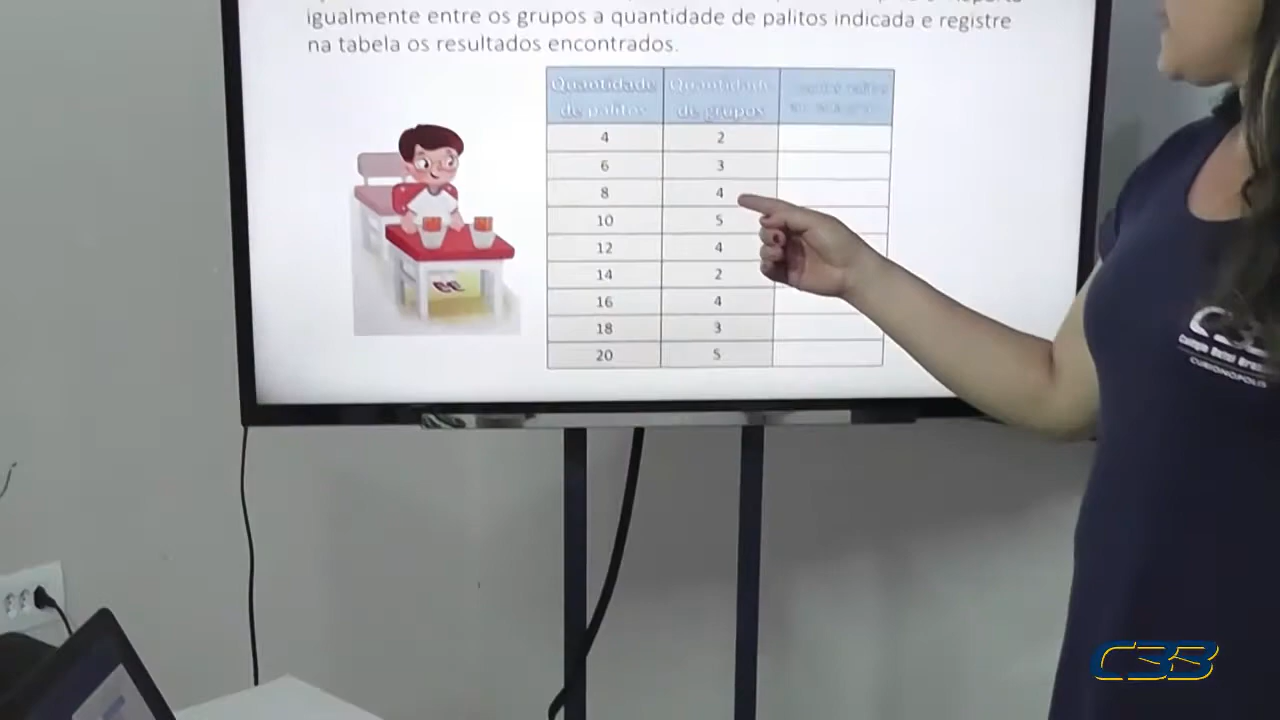 igualmente entre os grupos a quantidade de palitos indicada e registre
na tabela os resultados encontrados.
Quantidade de palitos Quantidade de grupos
4 2
6 3
8 4
10 5
12 4
14 2
16 4
18 3
20 5
CURIONÓPOLIS
CBB